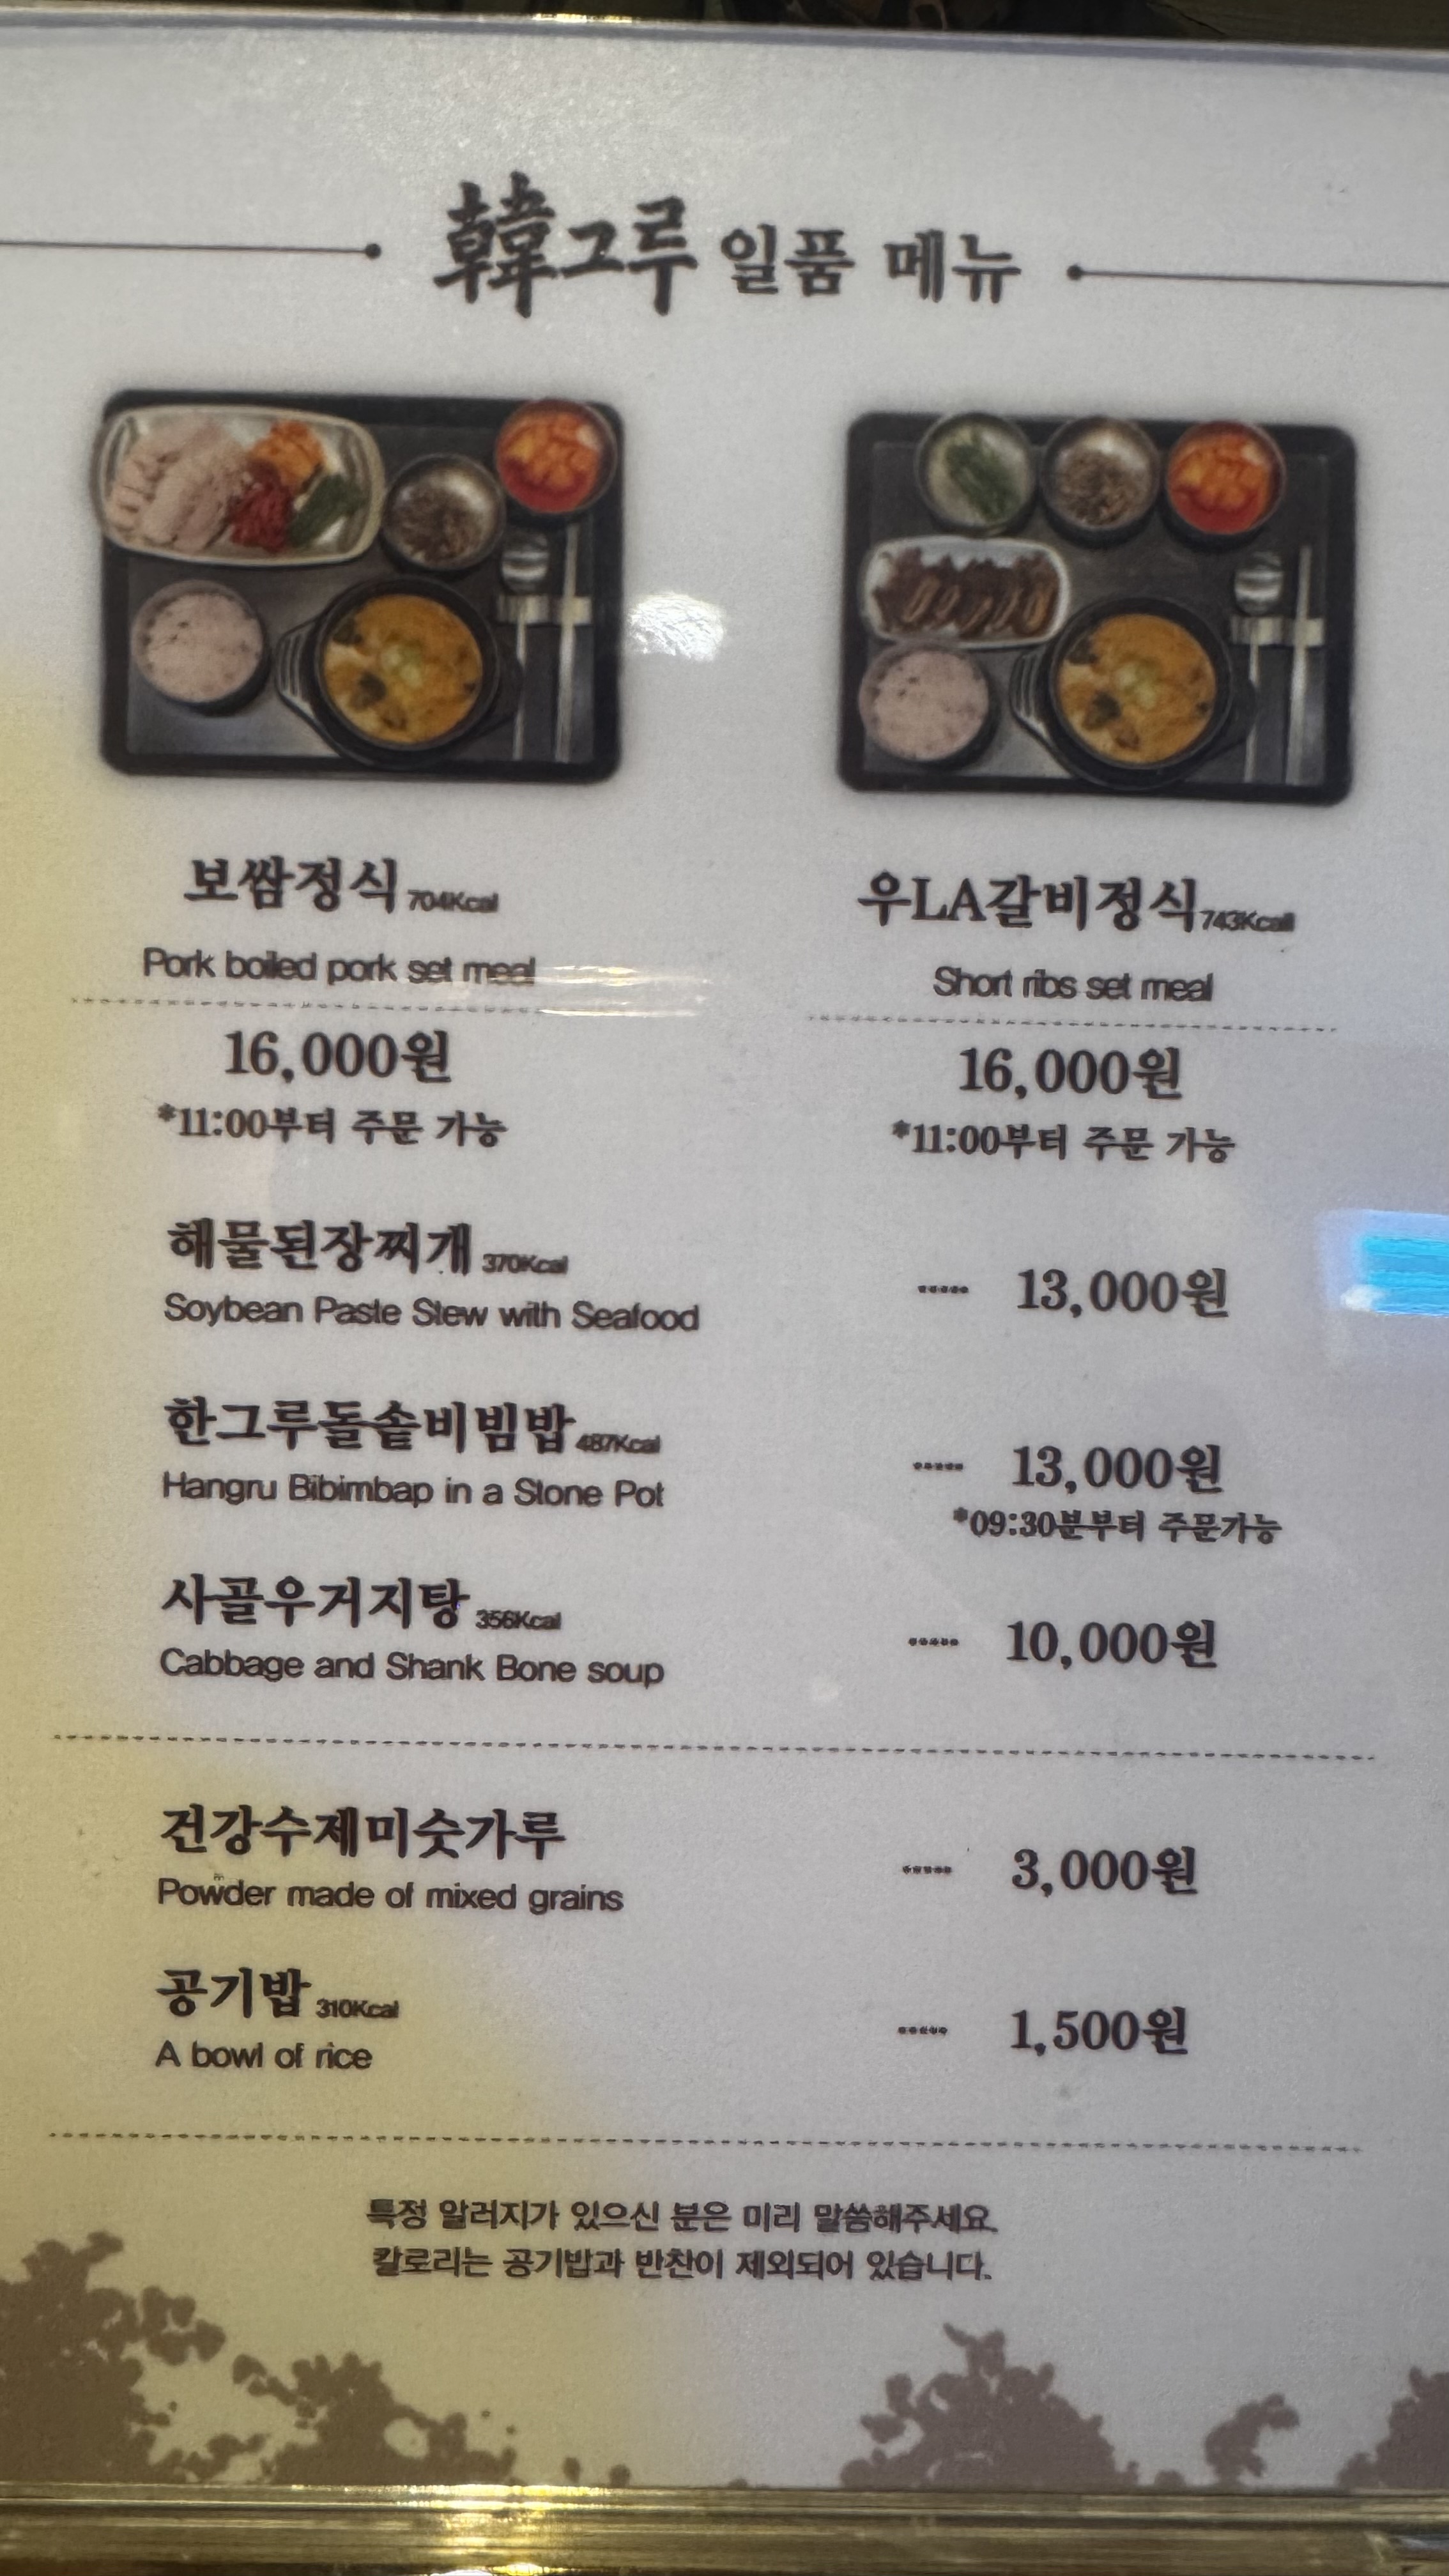 韓그루 일품 메뉴
보쌈정식 704Kcal
Pork boiled pork set meal
16,000원
*11:00부터 주문 가능
우LA갈비정식 743Kcall
Short ribs set meal
16,000원
*11:00부터 주문 가능
해물된장찌개 370Kcal
Soybean Paste Stew with Seafood
····· 13,000원
한그루돌솥비빔밥 487Kcal
Hangru Bibimbap in a Stone Pot
····· 13,000원
*09:30분부터 주문가능
사골우거지탕 356Kcal
Cabbage and Shank Bone soup
····· 10,000원
건강수제미숫가루
Powder made of mixed grains
····· 3,000원
공기밥 310Kcal
A bowl of rice
····· 1,500원
특정 알러지가 있으신 분은 미리 말씀해주세요.
칼로리는 공기밥과 반찬이 제외되어 있습니다.